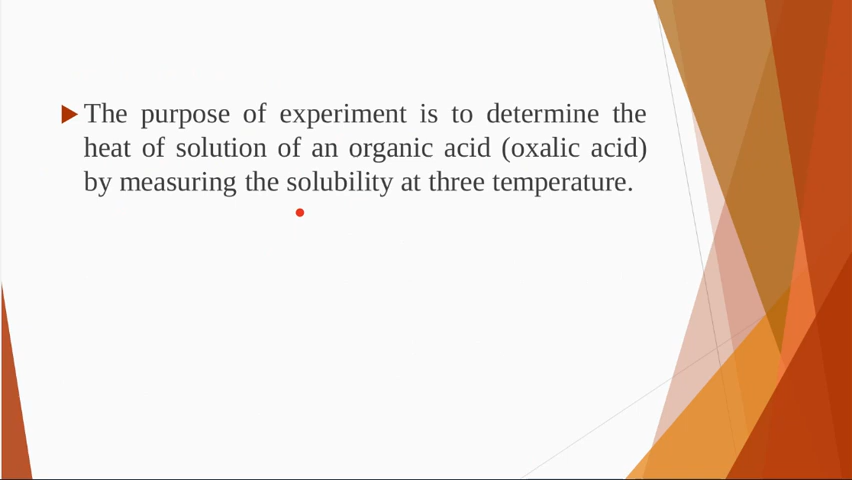 The purpose of experiment is to determine the
heat of solution of an organic acid (oxalic acid)
by measuring the solubility at three temperature.